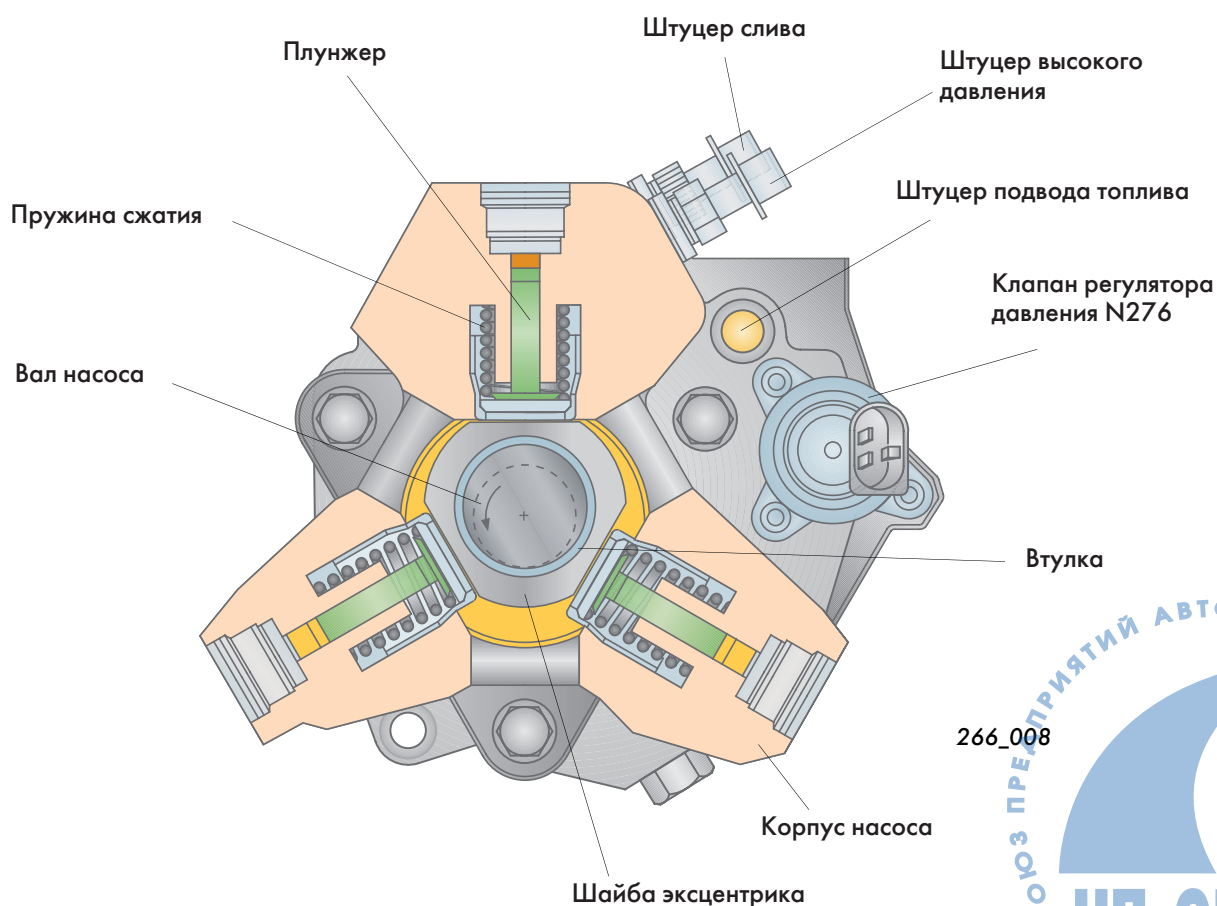 Штуцер слива
Плунжер
Штуцер высокого
давления
Штуцер подвода топлива
Пружина сжатия
Клапан регулятора
давления N276
Вал насоса
Втулка
266_008
Корпус насоса
Шайба эксцентрика
ПРЕДПРИЯТИЙ